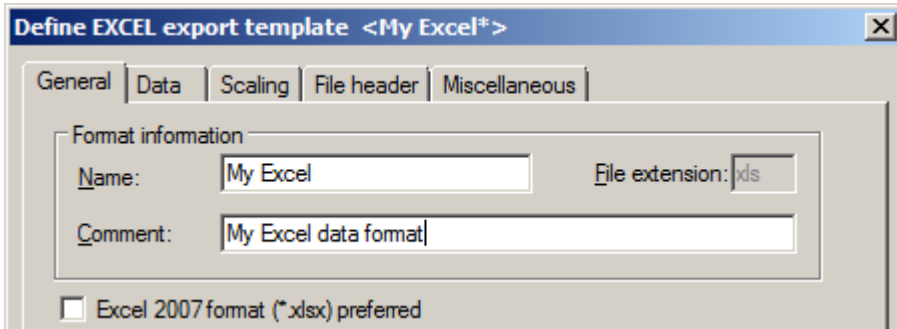 Define EXCEL export template <My Excel*>
General Data Scaling File header Miscellaneous
Format information
Name: My Excel File extension: xls
Comment: My Excel data format
Excel 2007 format (*.xlsx) preferred